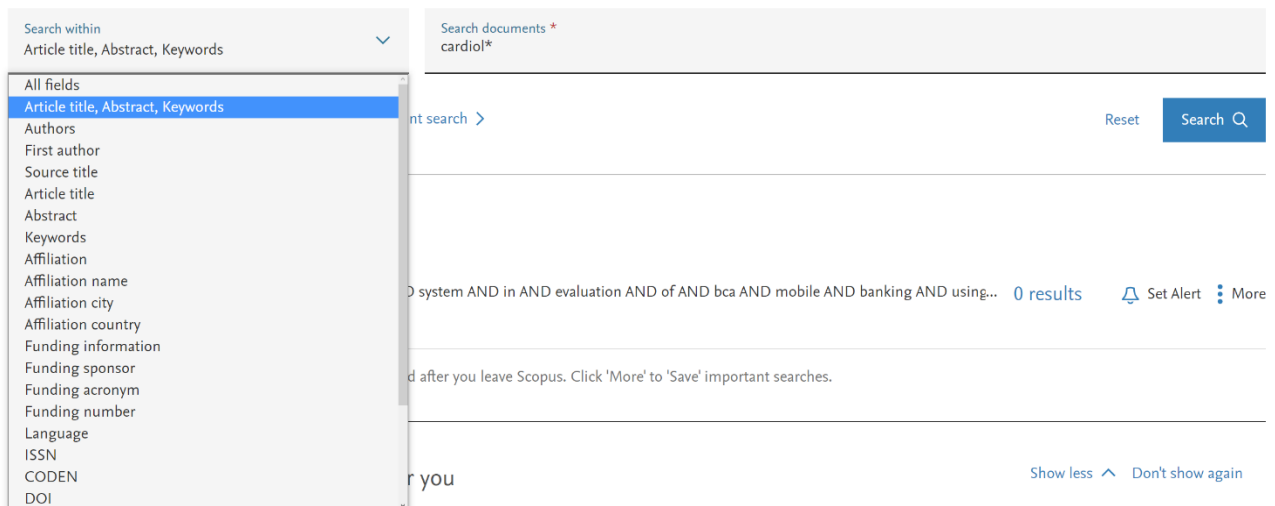 Search within
Article title, Abstract, Keywords
Search documents *
cardiol*
All fields
Article title, Abstract, Keywords
Authors
First author
Source title
Article title
Abstract
Keywords
Affiliation
Affiliation name
Affiliation city
Affiliation country
Funding information
Funding sponsor
Funding acronym
Funding number
Language
ISSN
CODEN
DOI
nt search
Reset
Search
system AND in AND evaluation AND of AND bca AND mobile AND banking AND using...
0 results
Set Alert
More
d after you leave Scopus. Click 'More' to 'Save' important searches.
r you
Show less
Don't show again